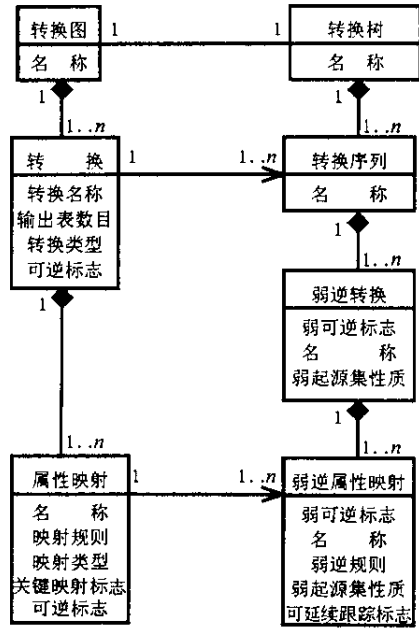 转换图
名 称
1
1
转换树
名 称
1
1..n
1
1..n
转 换
转换名称
输出表数目
转换类型
可逆标志
1
1..n
转换序列
名 称
1
1..n
弱逆转换
弱可逆标志
名 称
弱起源集性质
1
1..n
1
1..n
属性映射
名 称
映射规则
映射类型
关键映射标志
可逆标志
1
1..n
弱逆属性映射
弱可逆标志
名 称
弱逆规则
弱起源集性质
可延续跟踪标志